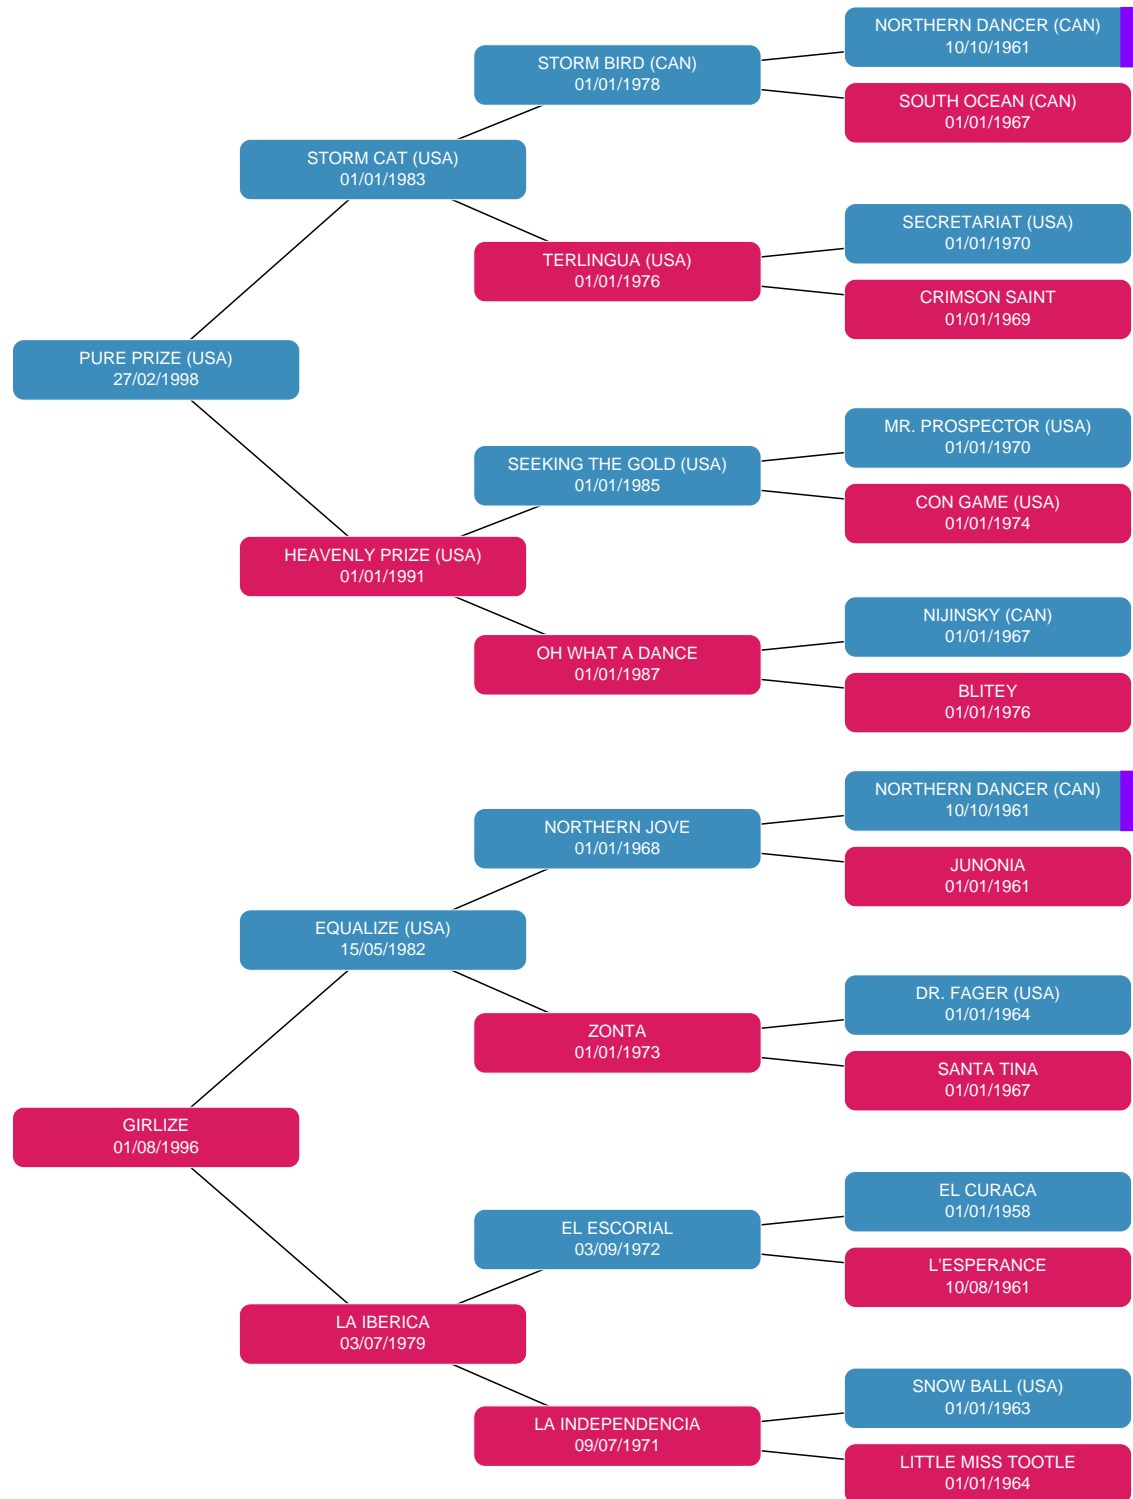 NORTHERN DANCER (CAN)
10/10/1961
STORM BIRD (CAN)
01/01/1978
SOUTH OCEAN (CAN)
01/01/1967
STORM CAT (USA)
01/01/1983
SECRETARIAT (USA)
01/01/1970
TERLINGUA (USA)
01/01/1976
CRIMSON SAINT
01/01/1969
PURE PRIZE (USA)
27/02/1998
MR. PROSPECTOR (USA)
01/01/1970
SEEKING THE GOLD (USA)
01/01/1985
CON GAME (USA)
01/01/1974
HEAVENLY PRIZE (USA)
01/01/1991
NIJINSKY (CAN)
01/01/1967
OH WHAT A DANCE
01/01/1987
BLITEY
01/01/1976
NORTHERN DANCER (CAN)
10/10/1961
NORTHERN JOVE
01/01/1968
JUNONIA
01/01/1961
EQUALIZE (USA)
15/05/1982
DR. FAGER (USA)
01/01/1964
ZONTA
01/01/1973
SANTA TINA
01/01/1967
GIRLIZE
01/08/1996
EL CURACA
01/01/1958
EL ESCORIAL
03/09/1972
L'ESPERANCE
10/08/1961
LA IBERICA
03/07/1979
SNOW BALL (USA)
01/01/1963
LA INDEPENDENCIA
09/07/1971
LITTLE MISS TOOTLE
01/01/1964